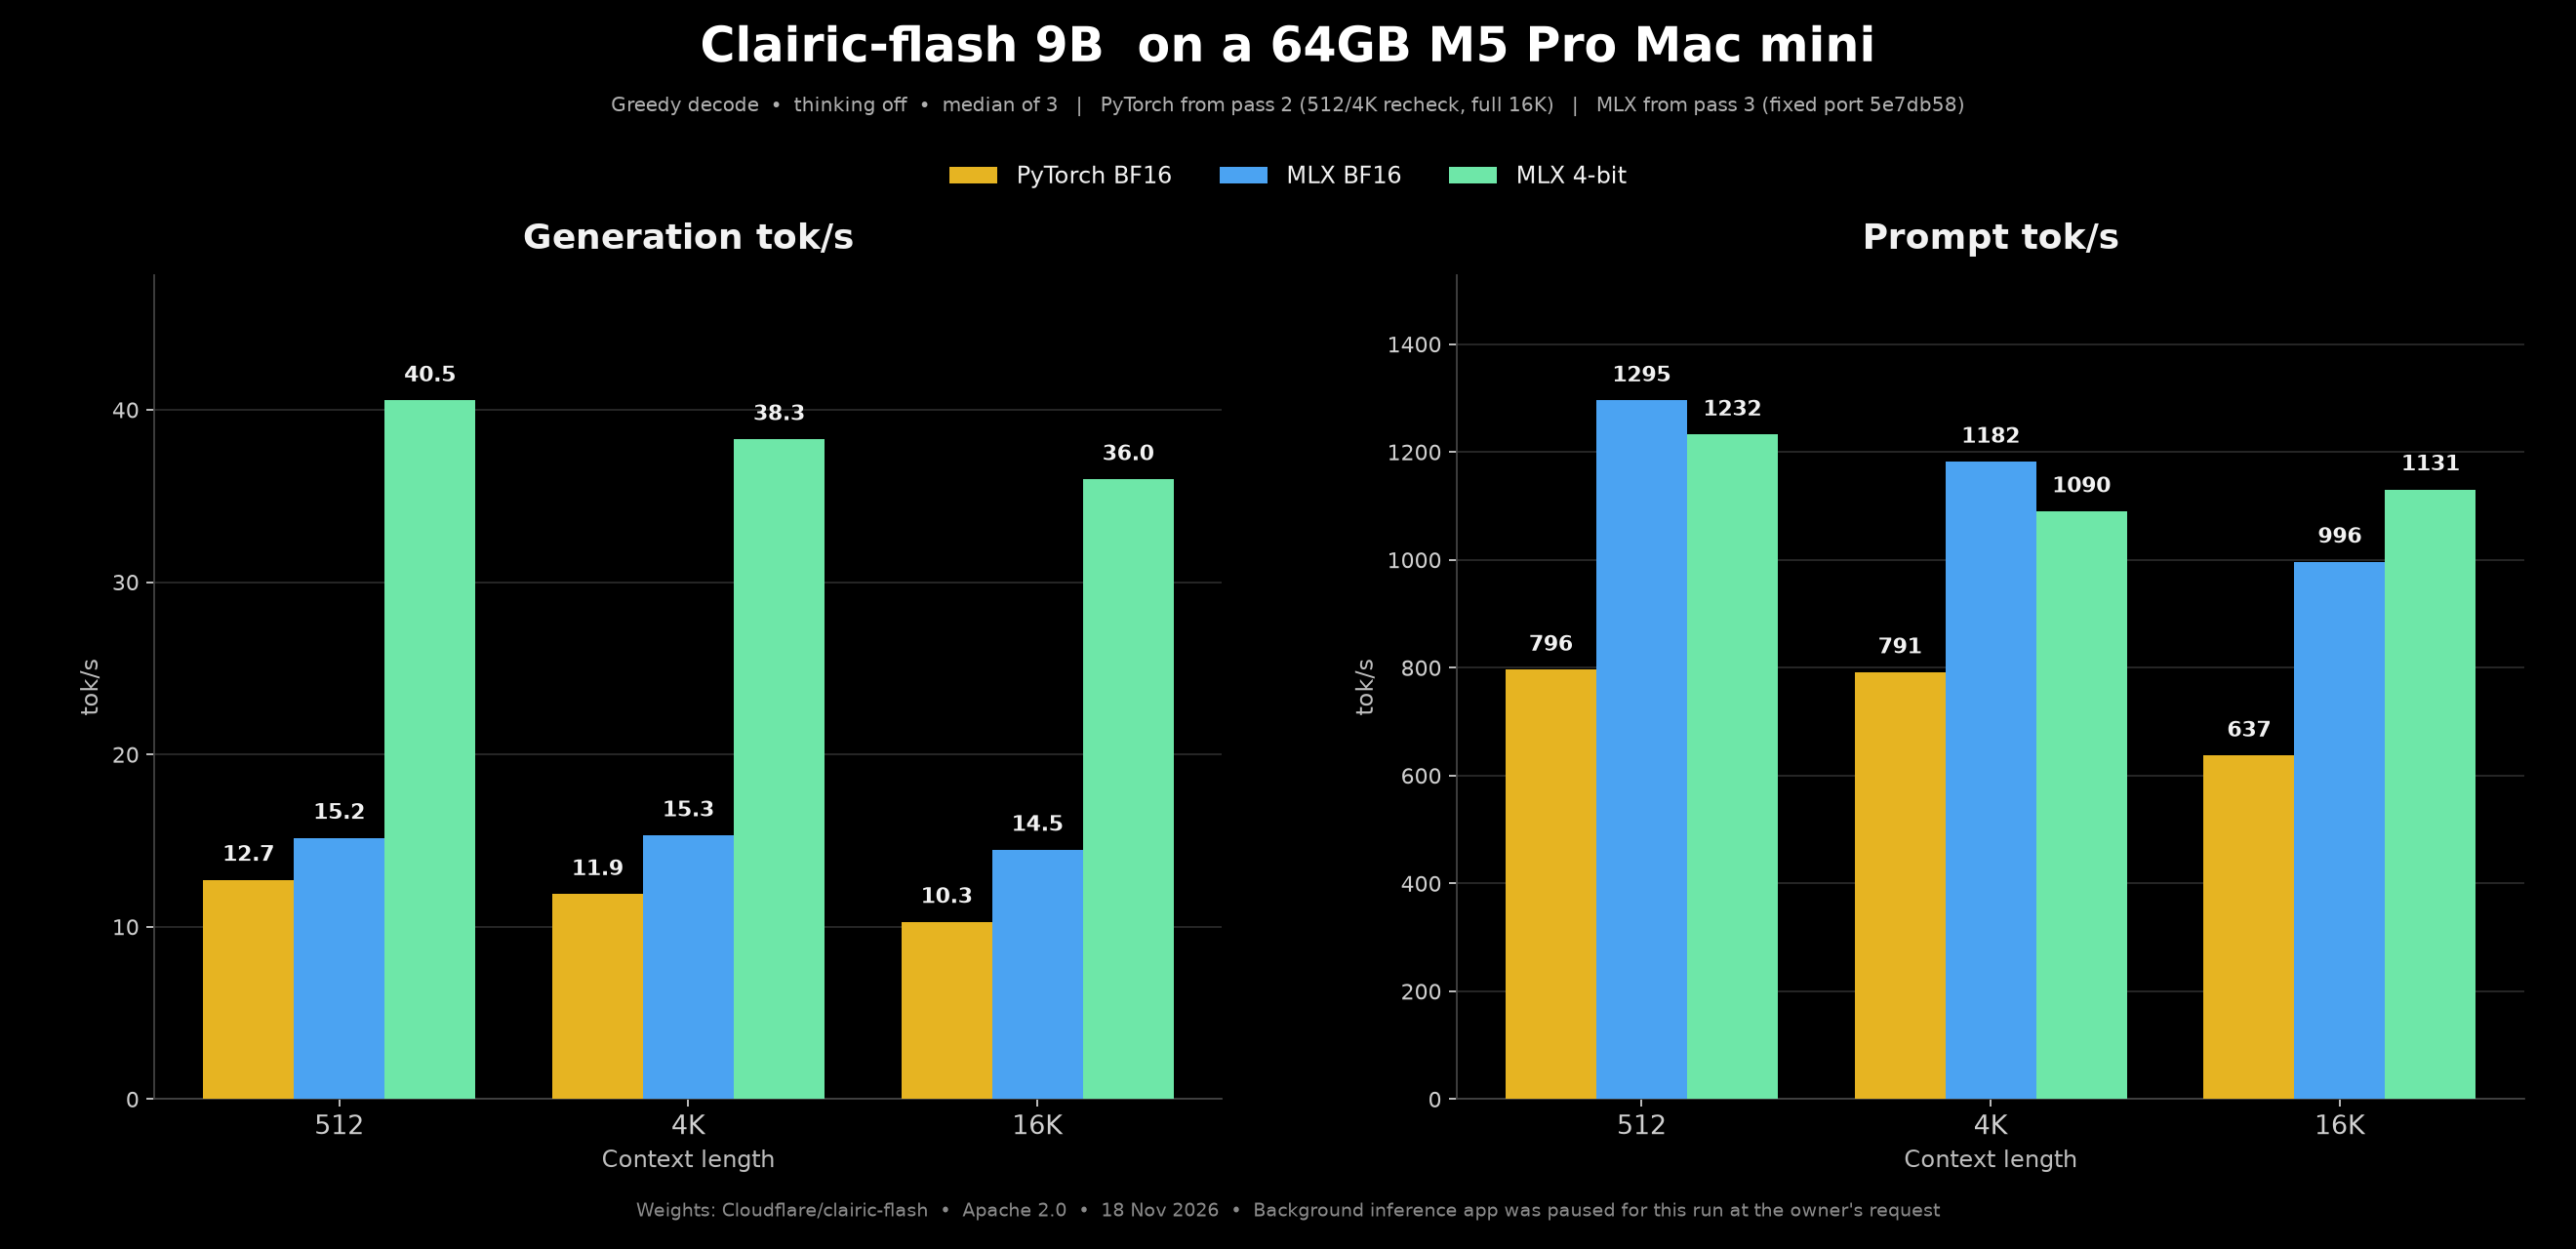 Clairic-flash 9B  on a 64GB M5 Pro Mac mini
Greedy decode • thinking off • median of 3 | PyTorch from pass 2 (512/4K recheck, full 16K) | MLX from pass 3 (fixed port 5e7db58)
PyTorch BF16 MLX BF16 MLX 4-bit
Generation tok/s
40
30
20
10
0
tok/s
12.7
15.2
40.5
11.9
15.3
38.3
10.3
14.5
36.0
512 4K 16K
Context length
Prompt tok/s
1400
1200
1000
800
600
400
200
0
tok/s
796
1295
1232
791
1182
1090
637
996
1131
512 4K 16K
Context length
Weights: Cloudflare/clairic-flash • Apache 2.0 • 18 Nov 2026 • Background inference app was paused for this run at the owner's request